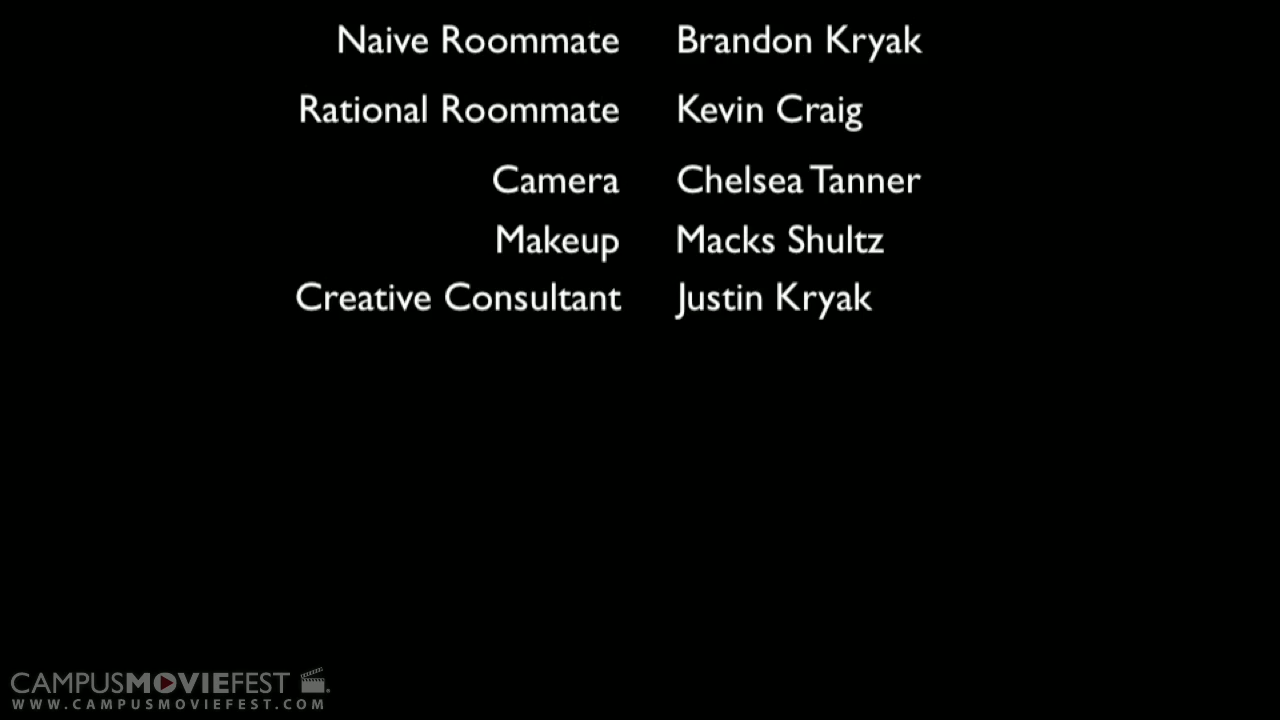 Naive Roommate Brandon Kryak
Rational Roommate Kevin Craig
Camera Chelsea Tanner
Makeup Macks Shultz
Creative Consultant Justin Kryak
CAMPUSMOVIEFEST
WWW.CAMPUSMOVIEFEST.COM